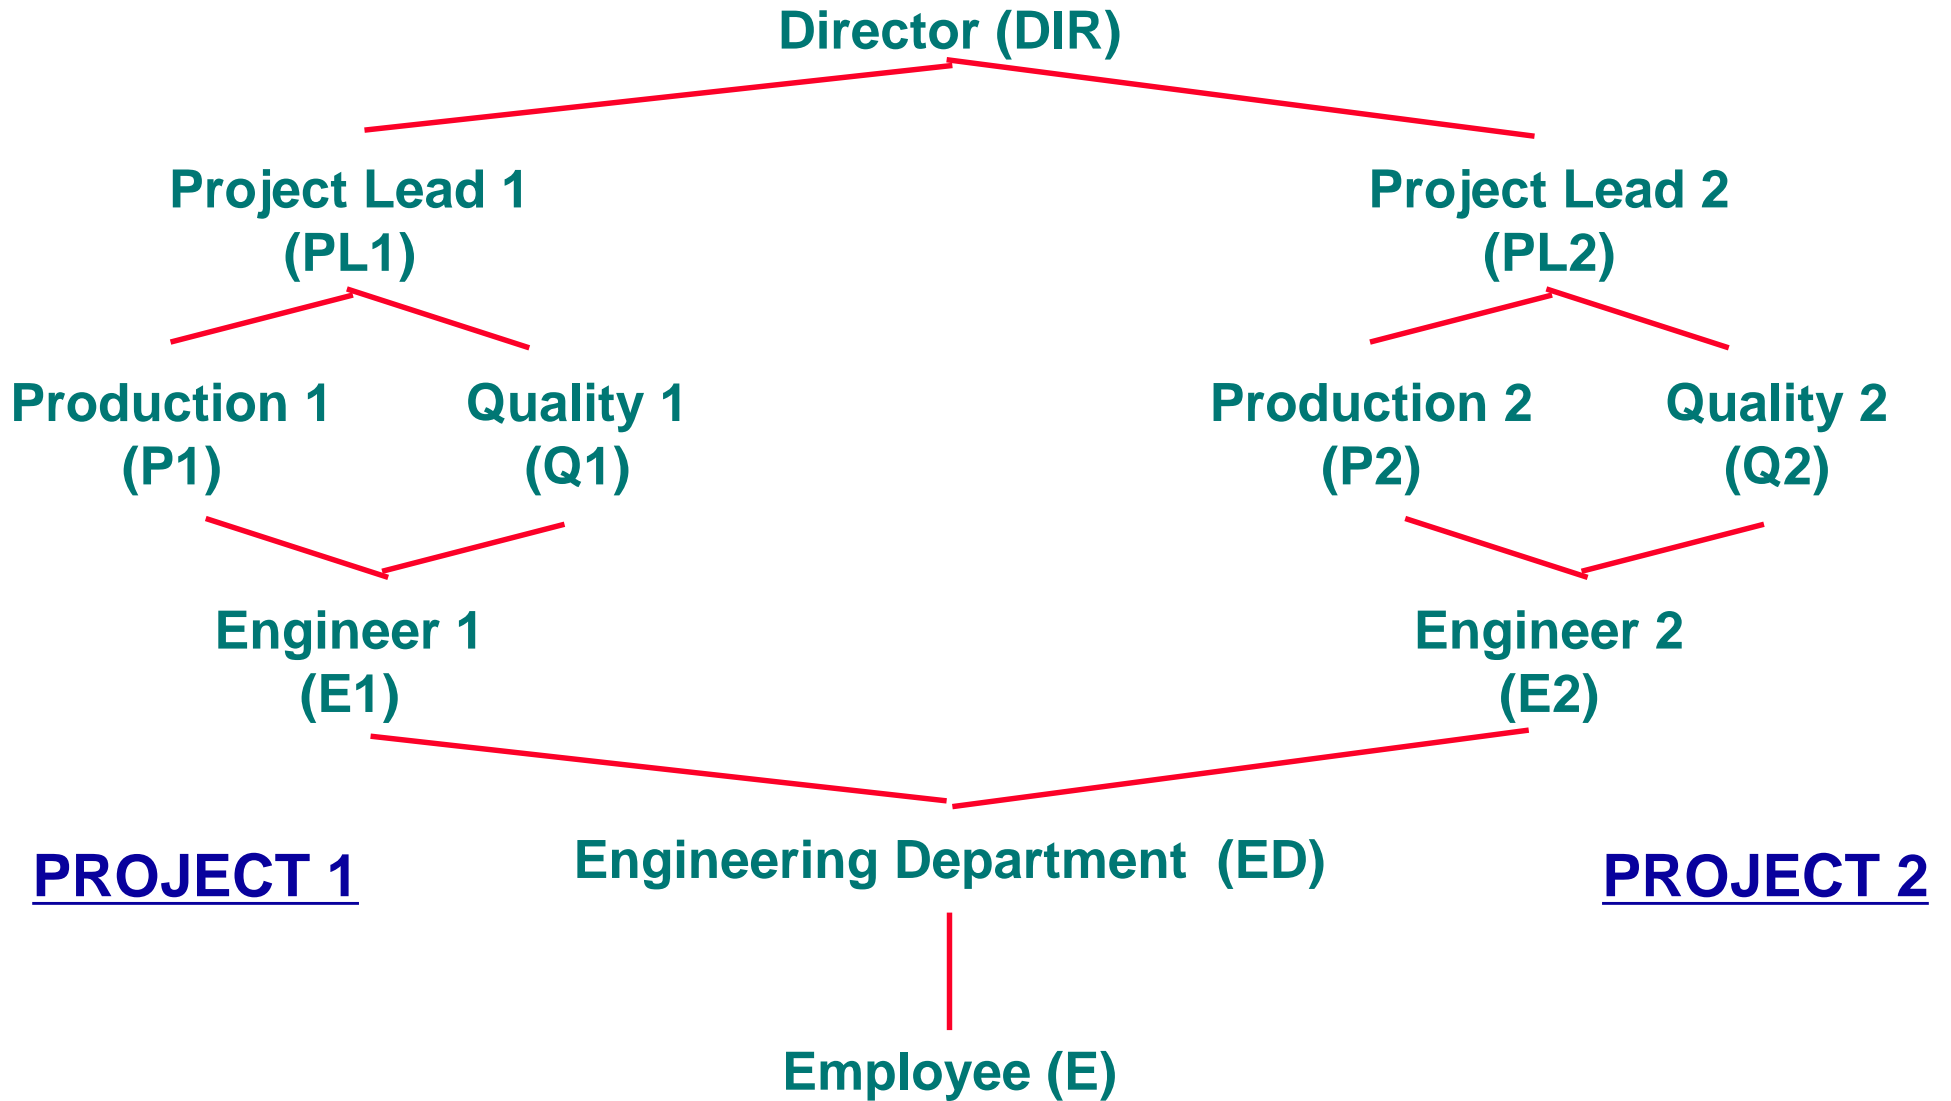 Director (DIR)
Project Lead 1
(PL1)
Project Lead 2
(PL2)
Production 1
(P1)
Quality 1
(Q1)
Production 2
(P2)
Quality 2
(Q2)
Engineer 1
(E1)
Engineer 2
(E2)
PROJECT 1
Engineering Department (ED)
PROJECT 2
Employee (E)